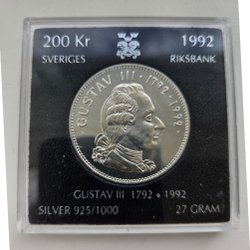 200 Kr 1992
SVERIGES RIKSBANK
GUSTAV III · 1792 · 1992 ·
GUSTAV III 1792 • 1992
SILVER 925/1000 27 GRAM